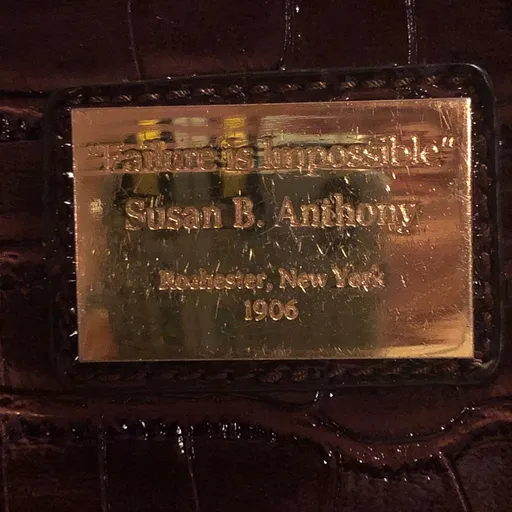 "Failure is Impossible"
Susan B. Anthony
Rochester, New York
1906